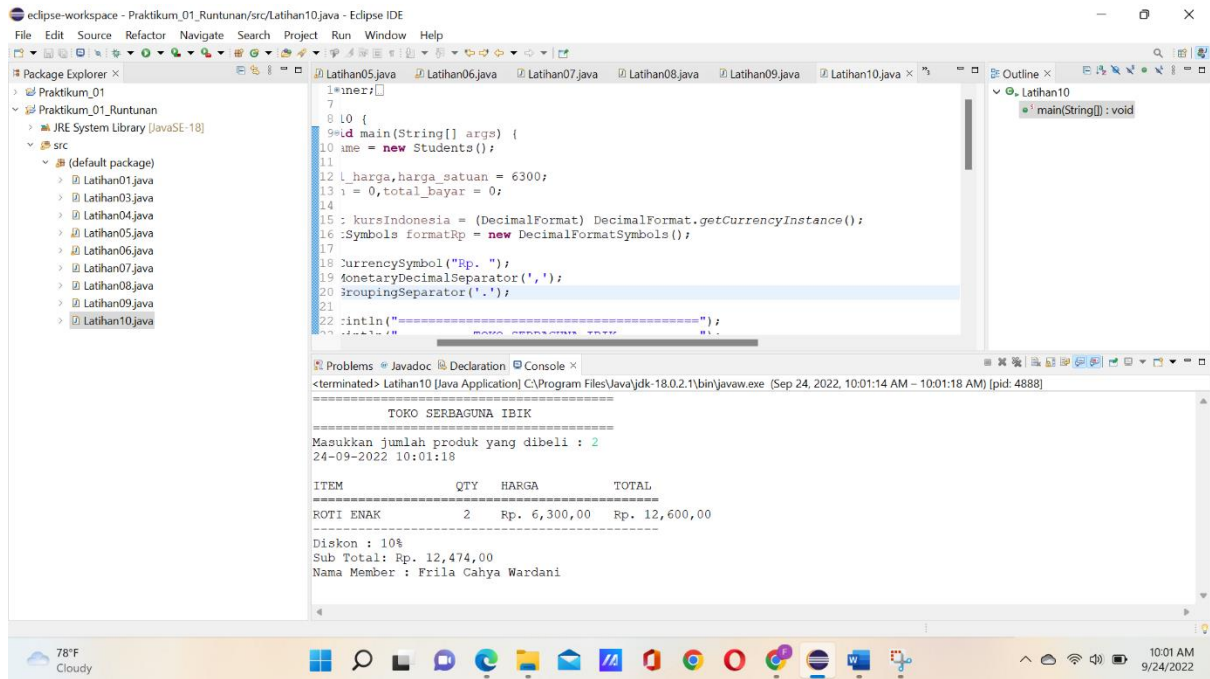 eclipse-workspace - Praktikum_01_Runtunan/src/Latihan10.java - Eclipse IDE
File Edit Source Refactor Navigate Search Project Run Window Help
Package Explorer
Praktikum_01
Praktikum_01_Runtunan
JRE System Library [JavaSE-18]
src
(default package)
Latihan01.java
Latihan03.java
Latihan04.java
Latihan05.java
Latihan06.java
Latihan07.java
Latihan08.java
Latihan09.java
Latihan10.java
Latihan05.java Latihan06.java Latihan07.java Latihan08.java Latihan09.java Latihan10.java
1 nner;
7
8 10 {
9 id main(String[] args) {
10 ame = new Students();
11
12 l_harga,harga_satuan = 6300;
13 n = 0,total_bayar = 0;
14
15 t kursIndonesia = (DecimalFormat) DecimalFormat.getCurrencyInstance();
16 tSymbols formatRp = new DecimalFormatSymbols();
17
18 CurrencySymbol("Rp. ");
19 MonetaryDecimalSeparator(',');
20 GroupingSeparator('.');
21
22 rintln("========================================");
Outline
Latihan10
main(String[]) : void
Problems Javadoc Declaration Console
<terminated> Latihan10 [Java Application] C:\Program Files\Java\jdk-18.0.2.1\bin\javaw.exe (Sep 24, 2022, 10:01:14 AM – 10:01:18 AM) [pid: 4888]
========================================
TOKO SERBAGUNA IBIK
========================================
Masukkan jumlah produk yang dibeli : 2
24-09-2022 10:01:18
ITEM QTY HARGA TOTAL
==============================================
ROTI ENAK 2 Rp. 6,300,00 Rp. 12,600,00
----------------------------------------------
Diskon : 10%
Sub Total: Rp. 12,474,00
Nama Member : Frila Cahya Wardani
78°F
Cloudy
10:01 AM
9/24/2022